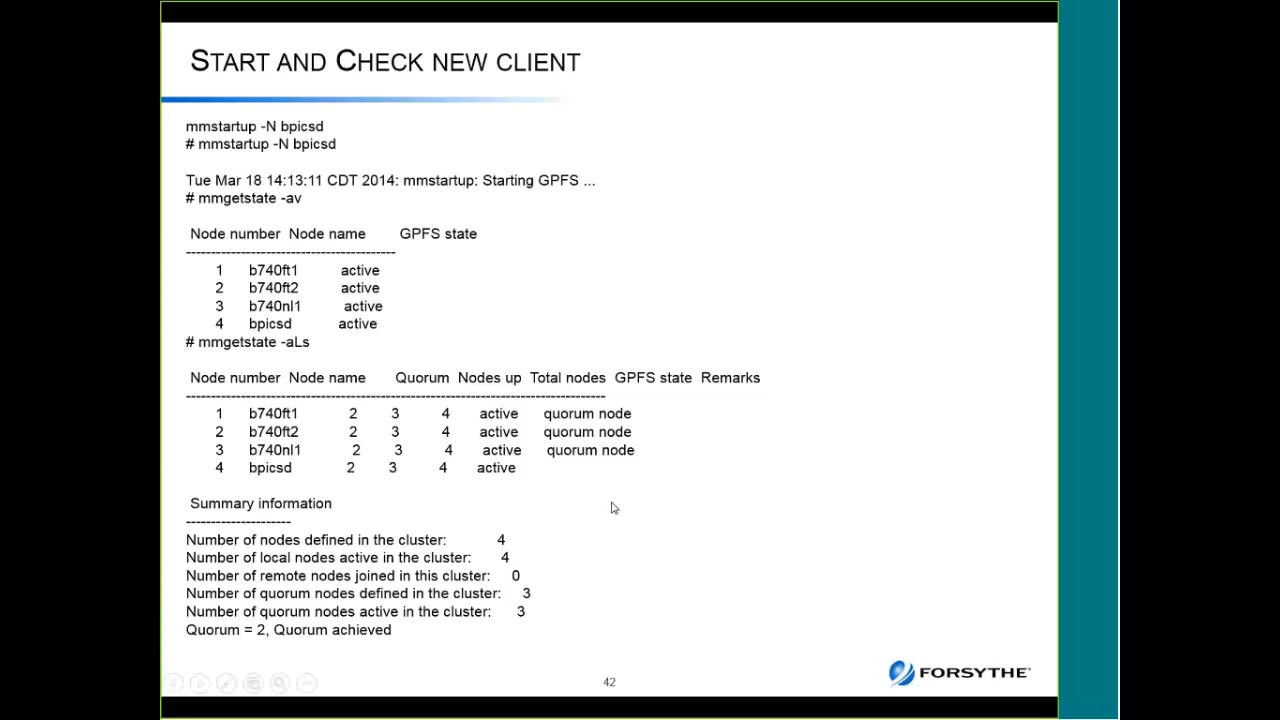 START AND CHECK NEW CLIENT
mmstartup -N bpicsd
# mmstartup -N bpicsd
Tue Mar 18 14:13:11 CDT 2014: mmstartup: Starting GPFS ...
# mmgetstate -av
Node number Node name GPFS state
------------------------------------------
1 b740ft1 active
2 b740ft2 active
3 b740nl1 active
4 bpicsd active
# mmgetstate -aLs
Node number Node name Quorum Nodes up Total nodes GPFS state Remarks
------------------------------------------------------------------------------------
1 b740ft1 2 3 4 active quorum node
2 b740ft2 2 3 4 active quorum node
3 b740nl1 2 3 4 active quorum node
4 bpicsd 2 3 4 active
Summary information
---------------------
Number of nodes defined in the cluster: 4
Number of local nodes active in the cluster: 4
Number of remote nodes joined in this cluster: 0
Number of quorum nodes defined in the cluster: 3
Number of quorum nodes active in the cluster: 3
Quorum = 2, Quorum achieved
42
FORSYTHE